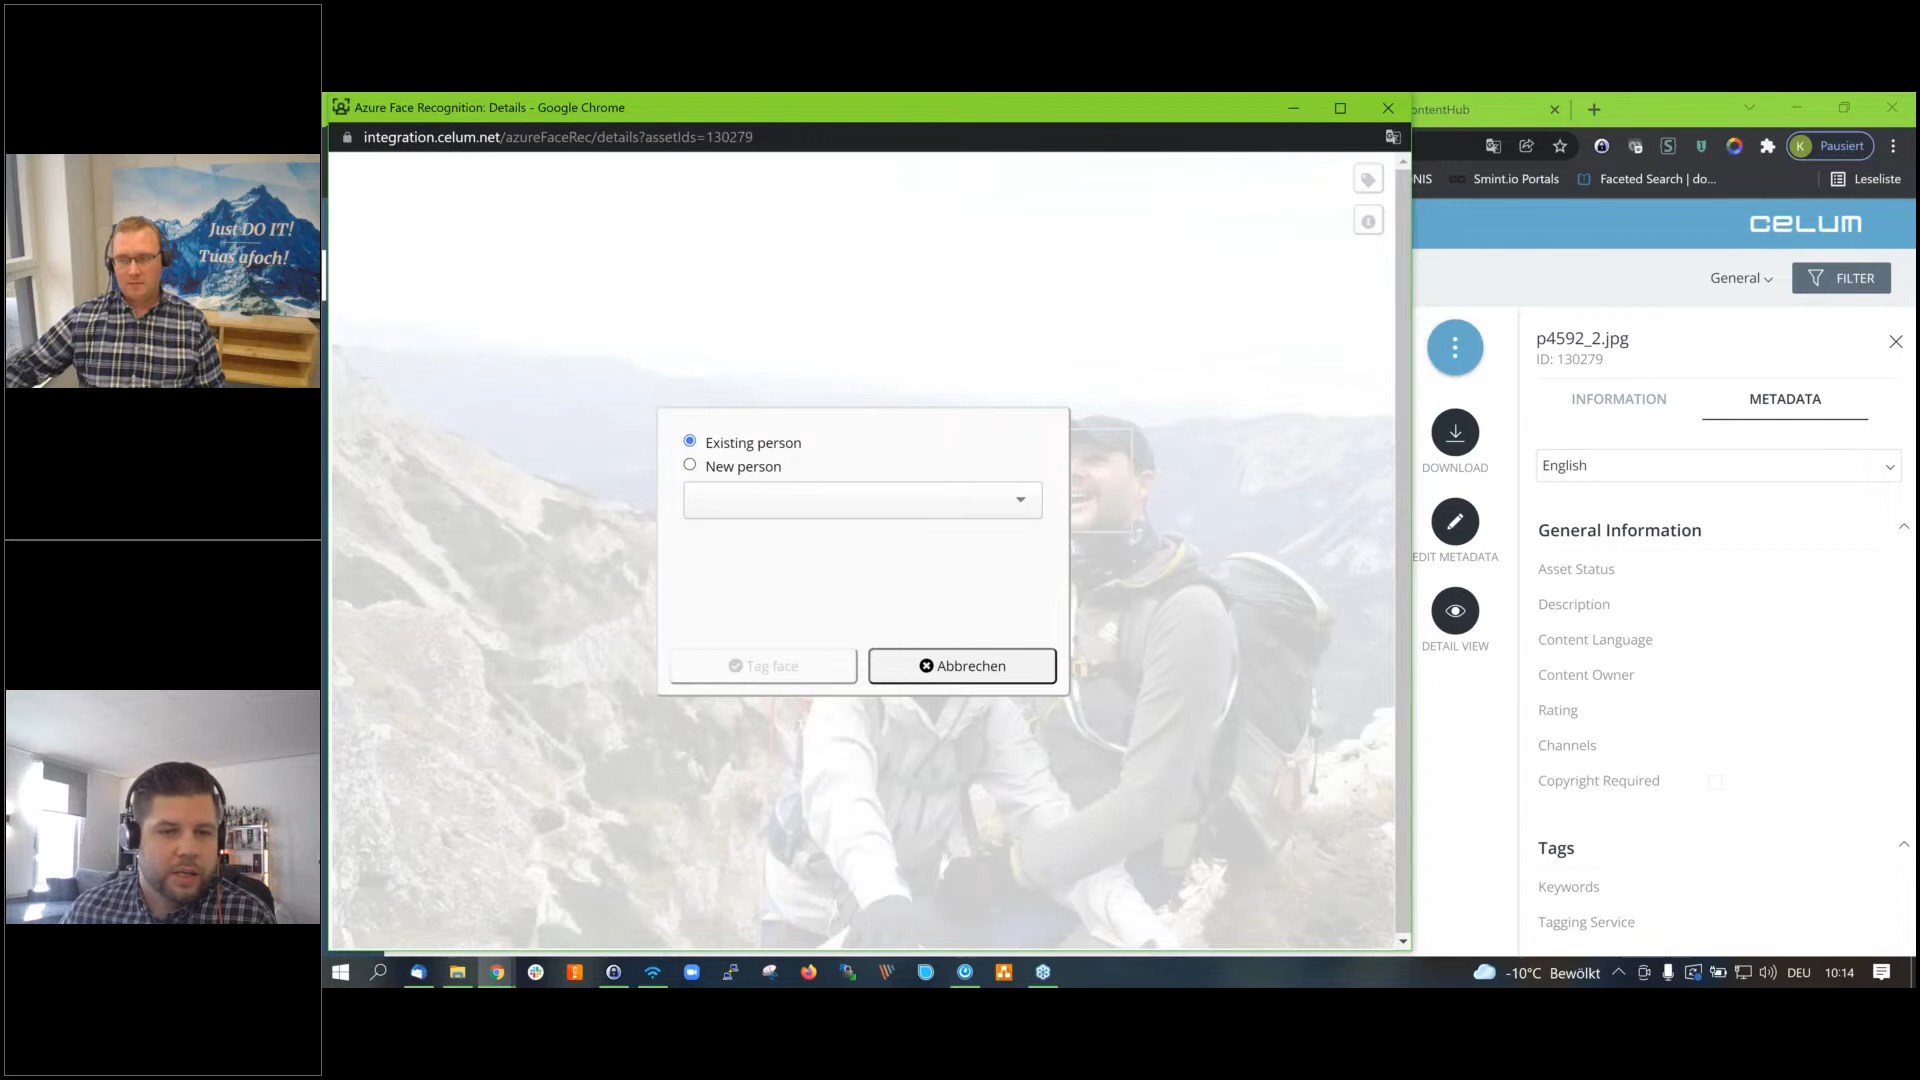 Just DO IT!
Tuas afoch!
Azure Face Recognition: Details - Google Chrome
integration.celum.net/azureFaceRec/details?assetIds=130279
Existing person
New person
Tag face
Abbrechen
ontentHub
K Pausiert
NIS
Smint.io Portals
Faceted Search | do...
Leseliste
CELUM
General
FILTER
p4592_2.jpg
ID: 130279
INFORMATION
METADATA
DOWNLOAD
English
EDIT METADATA
General Information
Asset Status
Description
DETAIL VIEW
Content Language
Content Owner
Rating
Channels
Copyright Required
Tags
Keywords
Tagging Service
-10°C Bewölkt
DEU
10:14